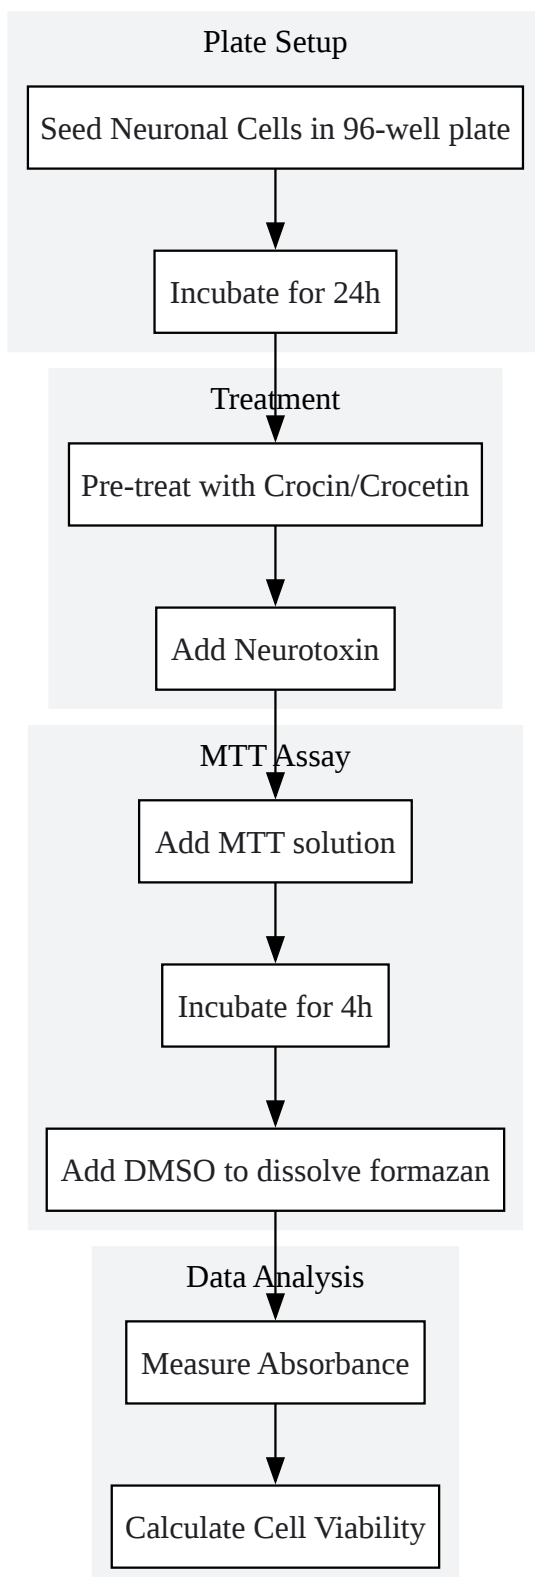 Plate Setup
Seed Neuronal Cells in 96-well plate
Incubate for 24h
Treatment
Pre-treat with Crocin/Crocetin
Add Neurotoxin
MTT Assay
Add MTT solution
Incubate for 4h
Add DMSO to dissolve formazan
Data Analysis
Measure Absorbance
Calculate Cell Viability